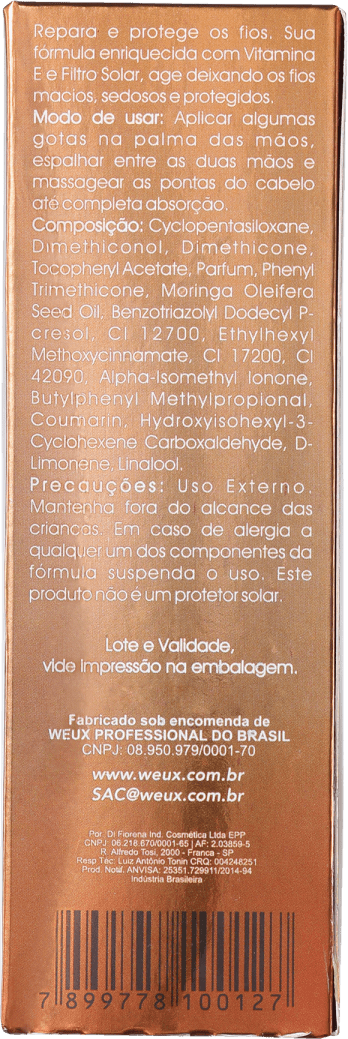 Repara e protege os fios. Sua
fórmula enriquecida com Vitamina
E e Filtro Solar, age deixando os fios
macios, sedosos e protegidos.
Modo de usar: Aplicar algumas
gotas na palma das mãos,
espalhar entre as duas mãos e
massagear as pontas do cabelo
até completa absorção.
Composição: Cyclopentasiloxane,
Dimethiconol, Dimethicone,
Tocopheryl Acetate, Parfum, Phenyl
Trimethicone, Moringa Oleifera
Seed Oil, Benzotriazolyl Dodecyl P-
cresol, CI 12700, Ethylhexyl
Methoxycinnamate, CI 17200, CI
42090, Alpha-Isomethyl Ionone,
Butylphenyl Methylpropional,
Coumarin, Hydroxyisohexyl-3-
Cyclohexene Carboxaldehyde, D-
Limonene, Linalool.
Precauções: Uso Externo.
Mantenha fora do alcance das
crianças. Em caso de alergia a
qualquer um dos componentes da
fórmula suspenda o uso. Este
produto não é um protetor solar.
Lote e Validade,
vide impressão na embalagem.
Fabricado sob encomenda de
WEUX PROFESSIONAL DO BRASIL
CNPJ: 08.950.979/0001-70
www.weux.com.br
SAC@weux.com.br
Por: Di Fiorena Ind. Cosmética Ltda EPP
CNPJ: 06.218.670/0001-65 | AF: 2.03859-5
R. Alfredo Tosi, 2000 - Franca - SP
Resp Téc: Luiz Antônio Tonin CRQ: 004248251
Prod. Notif. ANVISA: 25351.729911/2014-94
Indústria Brasileira
7 899778 100127